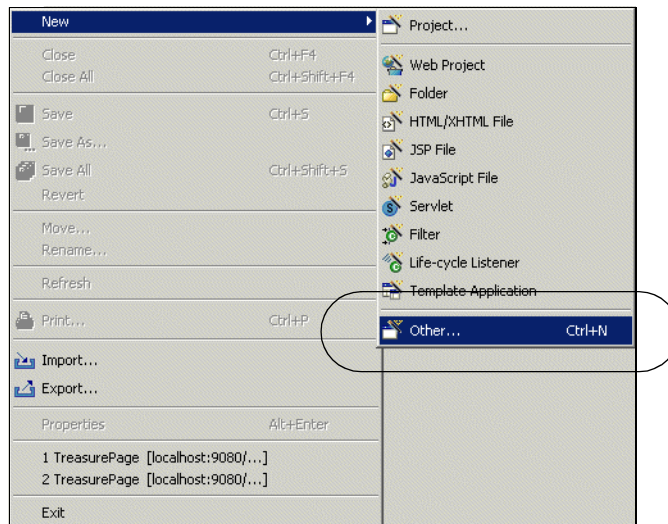 New
Close Ctrl+F4
Close All Ctrl+Shift+F4
Save Ctrl+S
Save As...
Save All Ctrl+Shift+S
Revert
Move...
Rename...
Refresh
Print... Ctrl+P
Import...
Export...
Properties Alt+Enter
1 TreasurePage [localhost:9080/...]
2 TreasurePage [localhost:9080/...]
Exit
Project...
Web Project
Folder
HTML/XHTML File
JSP File
JavaScript File
Servlet
Filter
Life-cycle Listener
Template Application
Other... Ctrl+N